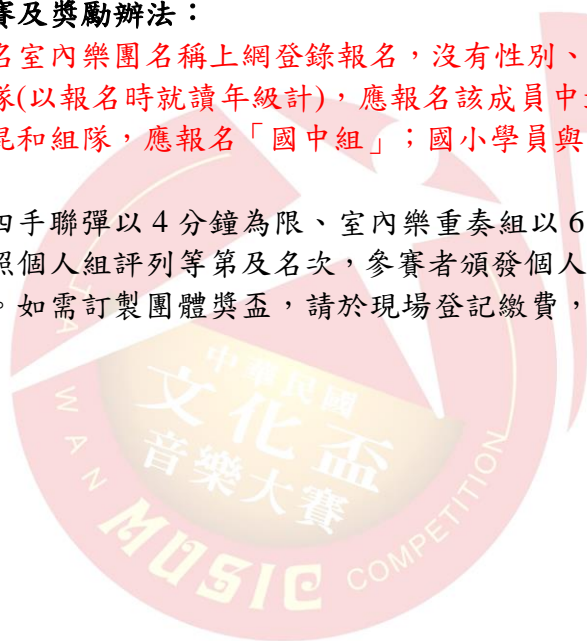 賽及獎勵辦法：
名室內樂團名稱上網登錄報名，沒有性別、
隊(以報名時就讀年級計)，應報名該成員中
混和組隊，應報名「國中組」；國小學員與
四手聯彈以 4 分鐘為限、室內樂重奏組以 6
照個人組評列等第及名次，參賽者頒發個人
。如需訂製團體獎盃，請於現場登記繳費，
中華民國
文化盃
音樂大賽
WAN
MUSIC COMPETITION